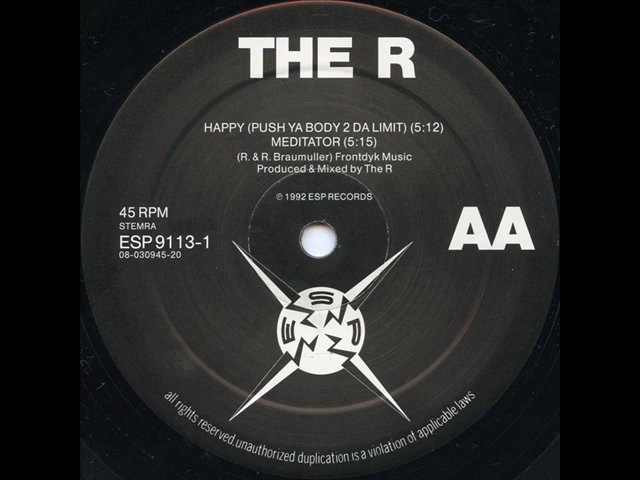 THE R
HAPPY (PUSH YA BODY 2 DA LIMIT) (5:12)
MEDITATOR (5:15)
(R. & R. Braumuller) Frontdyk Music
Produced & Mixed by The R
℗ 1992 ESP RECORDS
45 RPM
STEMRA
ESP 9113-1
08-030945-20
AA
ESP
all rights reserved.unauthorized duplication is a violation of applicable laws